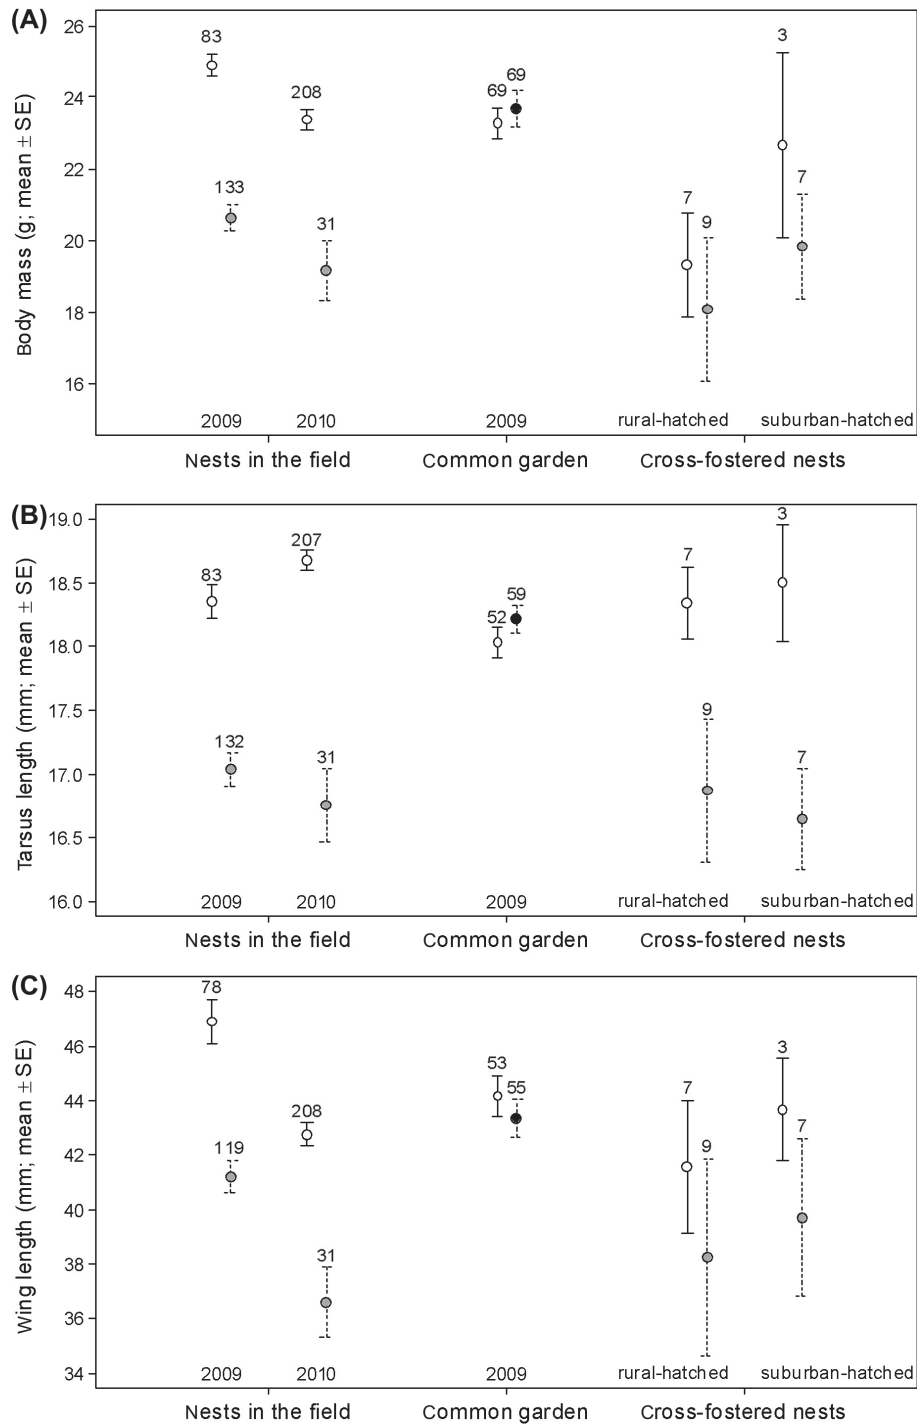 (A)
Body mass (g; mean ± SE)
26
24
22
20
18
16
83
133
208
31
69
69
7
9
3
7
2009
2010
2009
rural-hatched
suburban-hatched
Nests in the field
Common garden
Cross-fostered nests
(B)
Tarsus length (mm; mean ± SE)
19.0
18.5
18.0
17.5
17.0
16.5
16.0
83
132
207
31
52
59
7
9
3
7
2009
2010
2009
rural-hatched
suburban-hatched
Nests in the field
Common garden
Cross-fostered nests
(C)
Wing length (mm; mean ± SE)
48
46
44
42
40
38
36
34
78
119
208
31
53
55
7
9
3
7
2009
2010
2009
rural-hatched
suburban-hatched
Nests in the field
Common garden
Cross-fostered nests